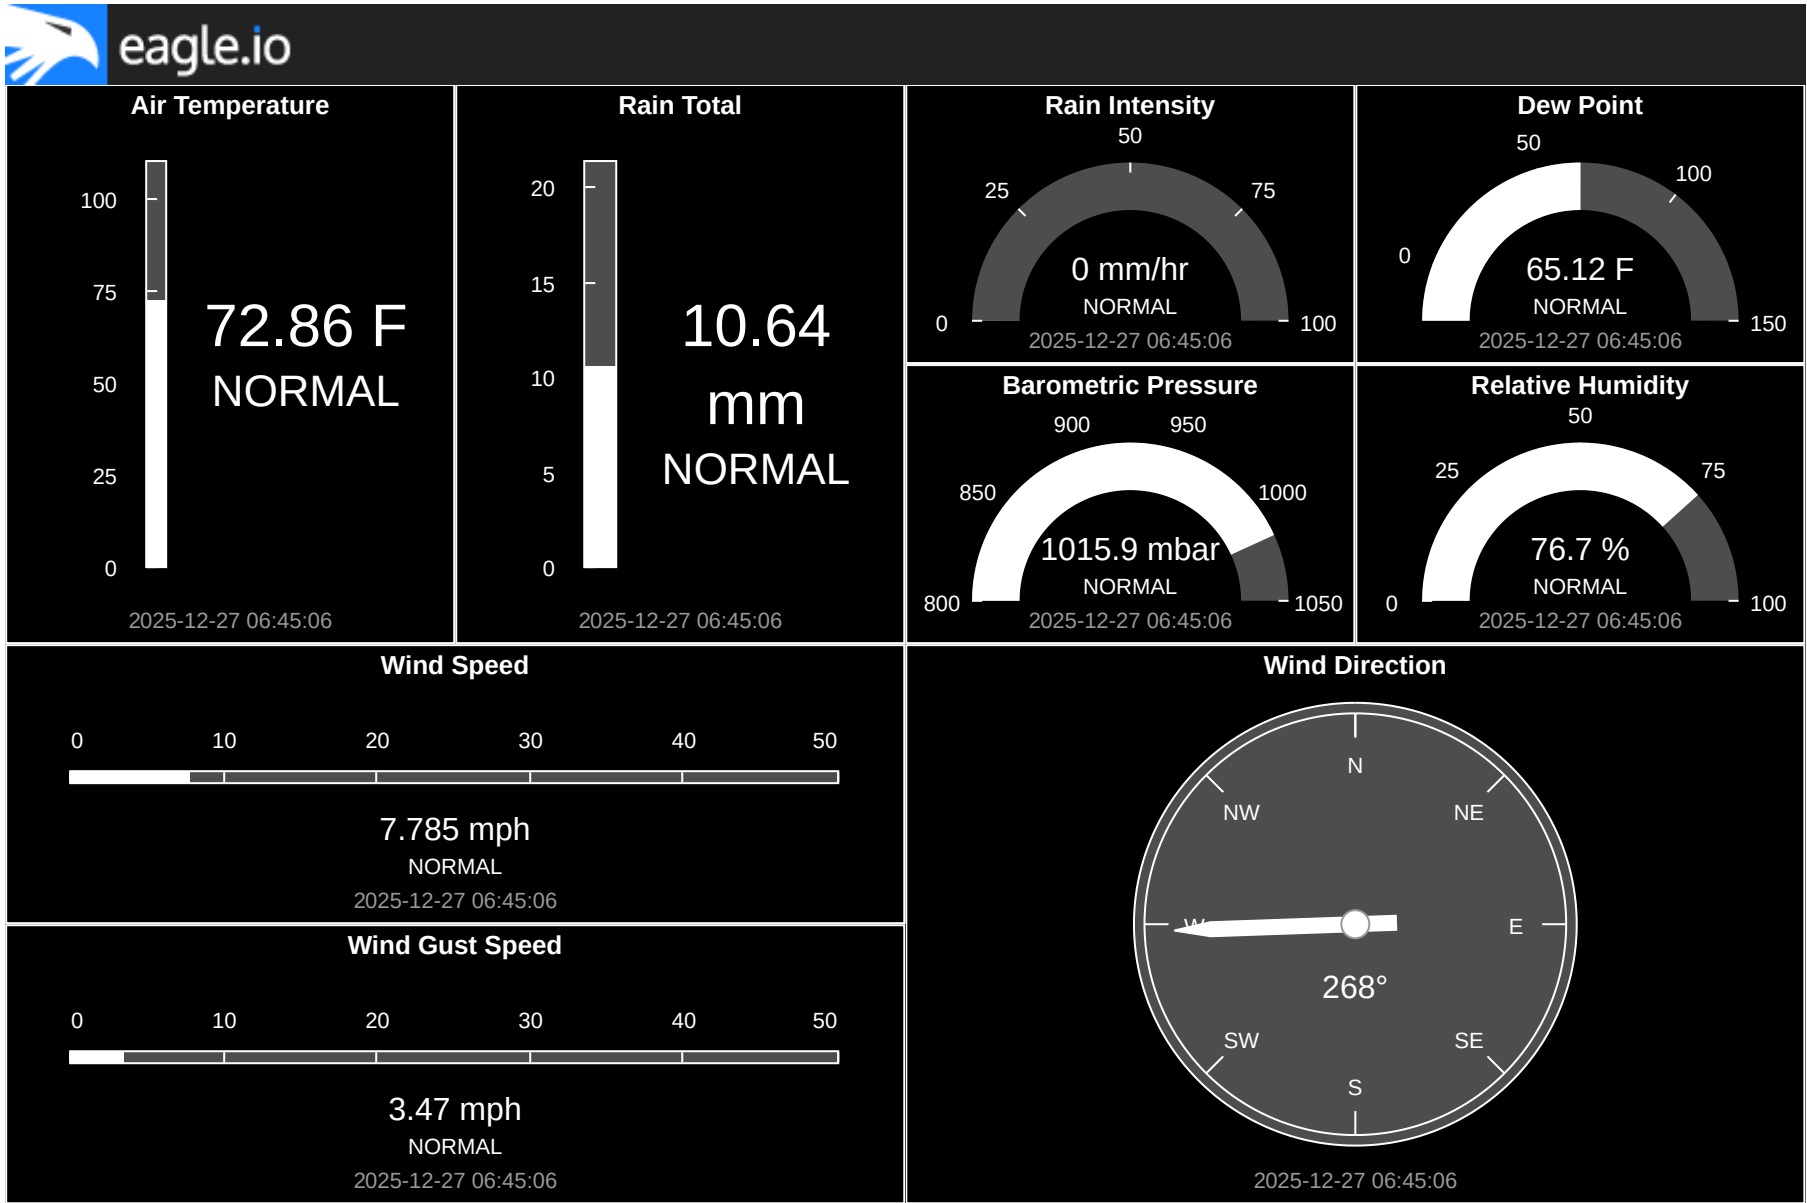 eagle.io
Air Temperature
100
75
50
25
0
72.86 F
NORMAL
2025-12-27 06:45:06
Rain Total
20
15
10
5
0
10.64
mm
NORMAL
2025-12-27 06:45:06
Rain Intensity
0
25
50
75
100
0 mm/hr
NORMAL
2025-12-27 06:45:06
Dew Point
0
50
100
150
65.12 F
NORMAL
2025-12-27 06:45:06
Barometric Pressure
800
850
900
950
1000
1050
1015.9 mbar
NORMAL
2025-12-27 06:45:06
Relative Humidity
0
25
50
75
100
76.7 %
NORMAL
2025-12-27 06:45:06
Wind Speed
0 10 20 30 40 50
7.785 mph
NORMAL
2025-12-27 06:45:06
Wind Gust Speed
0 10 20 30 40 50
3.47 mph
NORMAL
2025-12-27 06:45:06
Wind Direction
N
NW NE
W E
268°
SW SE
S
2025-12-27 06:45:06